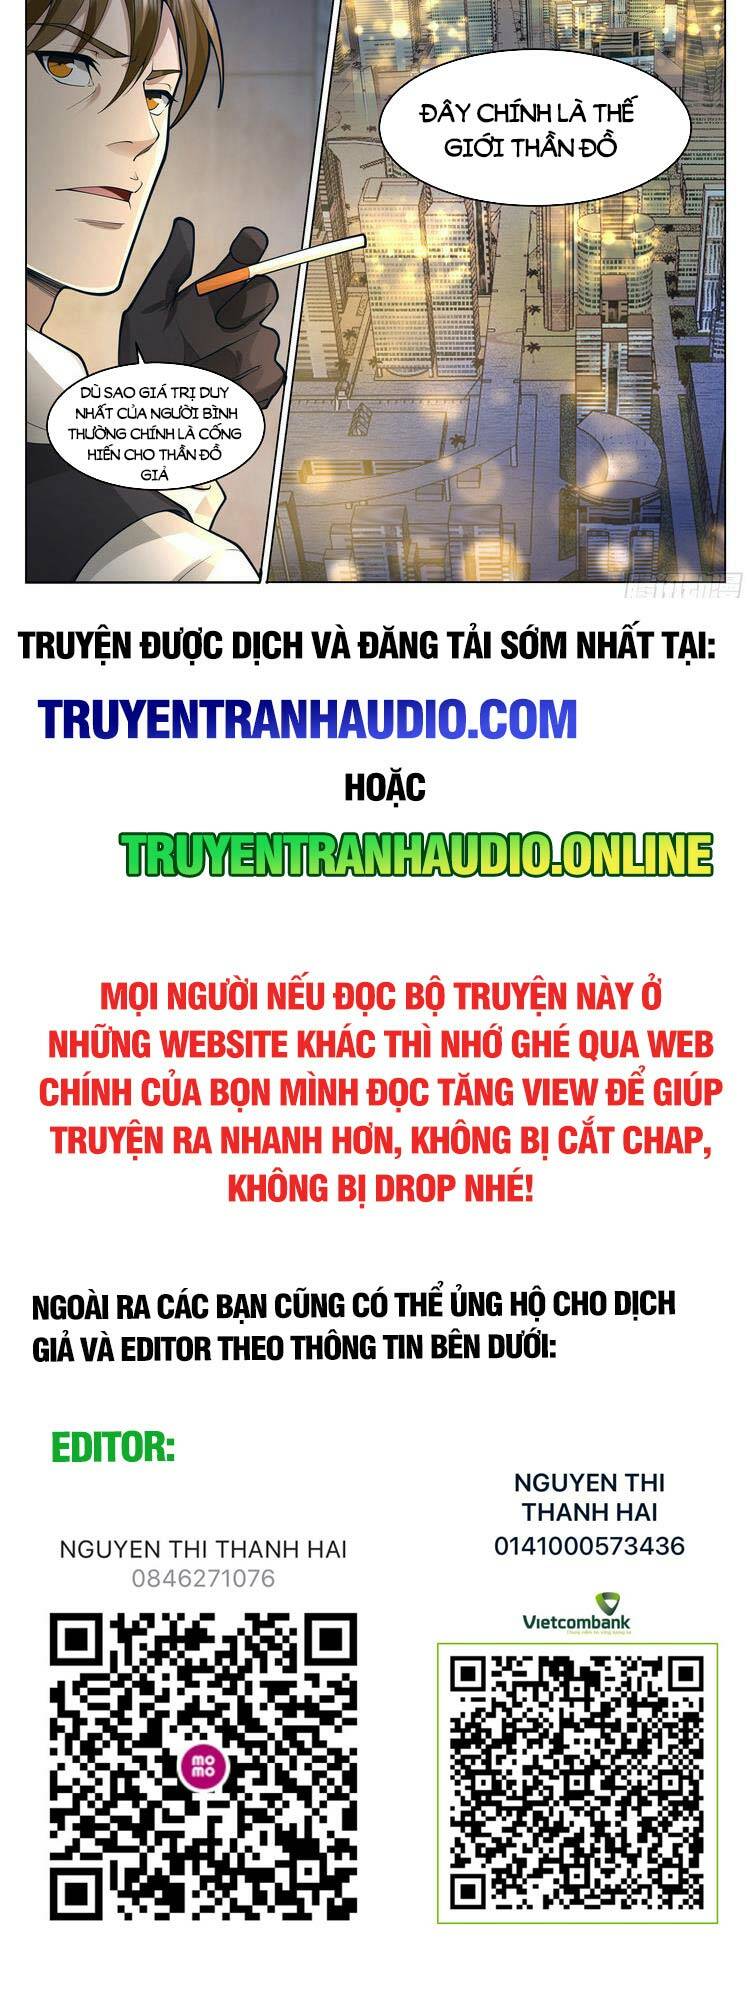 ĐÂY CHÍNH LÀ THẾ
GIỚI THẦN ĐỒ
DÙ SAO GIÁ TRỊ DUY
NHẤT CỦA NGƯỜI BÌNH
THƯỜNG CHÍNH LÀ CỐNG
HIẾN CHO THẦN ĐỒ
GIẢ
TRUYỆN ĐƯỢC DỊCH VÀ ĐĂNG TẢI SỚM NHẤT TẠI:
TRUYENTRANHAUDIO.COM
HOẶC
TRUYENTRANHAUDIO.ONLINE
MỌI NGƯỜI NẾU ĐỌC BỘ TRUYỆN NÀY Ở
NHỮNG WEBSITE KHÁC THÌ NHỚ GHÉ QUA WEB
CHÍNH CỦA BỌN MÌNH ĐỌC TĂNG VIEW ĐỂ GIÚP
TRUYỆN RA NHANH HƠN, KHÔNG BỊ CẮT CHAP,
KHÔNG BỊ DROP NHÉ!
NGOÀI RA CÁC BẠN CŨNG CÓ THỂ ỦNG HỘ CHO DỊCH
GIẢ VÀ EDITOR THEO THÔNG TIN BÊN DƯỚI:
EDITOR:
NGUYEN THI THANH HAI
0846271076
mo
mo
NGUYEN THI
THANH HAI
0141000573436
Vietcombank